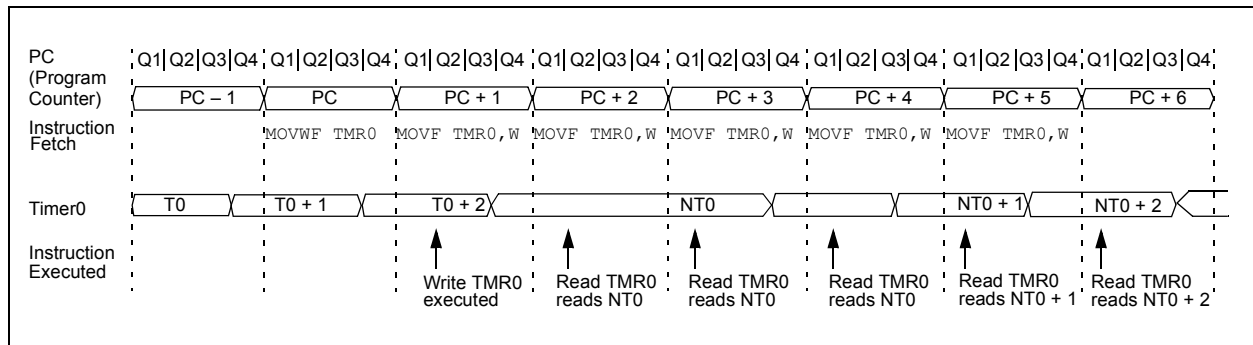 PC
(Program
Counter)
Q1|Q2|Q3|Q4 Q1|Q2|Q3|Q4 Q1|Q2|Q3|Q4 Q1|Q2|Q3|Q4 Q1|Q2|Q3|Q4 Q1|Q2|Q3|Q4 Q1|Q2|Q3|Q4 Q1|Q2|Q3|Q4
PC – 1 PC PC + 1 PC + 2 PC + 3 PC + 4 PC + 5 PC + 6
Instruction
Fetch
MOVWF TMR0 MOVF TMR0,W MOVF TMR0,W MOVF TMR0,W MOVF TMR0,W MOVF TMR0,W
Timer0
T0 T0 + 1 T0 + 2 NT0 NT0 + 1 NT0 + 2
Instruction
Executed
Write TMR0
executed
Read TMR0
reads NT0
Read TMR0
reads NT0
Read TMR0
reads NT0
Read TMR0
reads NT0 + 1
Read TMR0
reads NT0 + 2